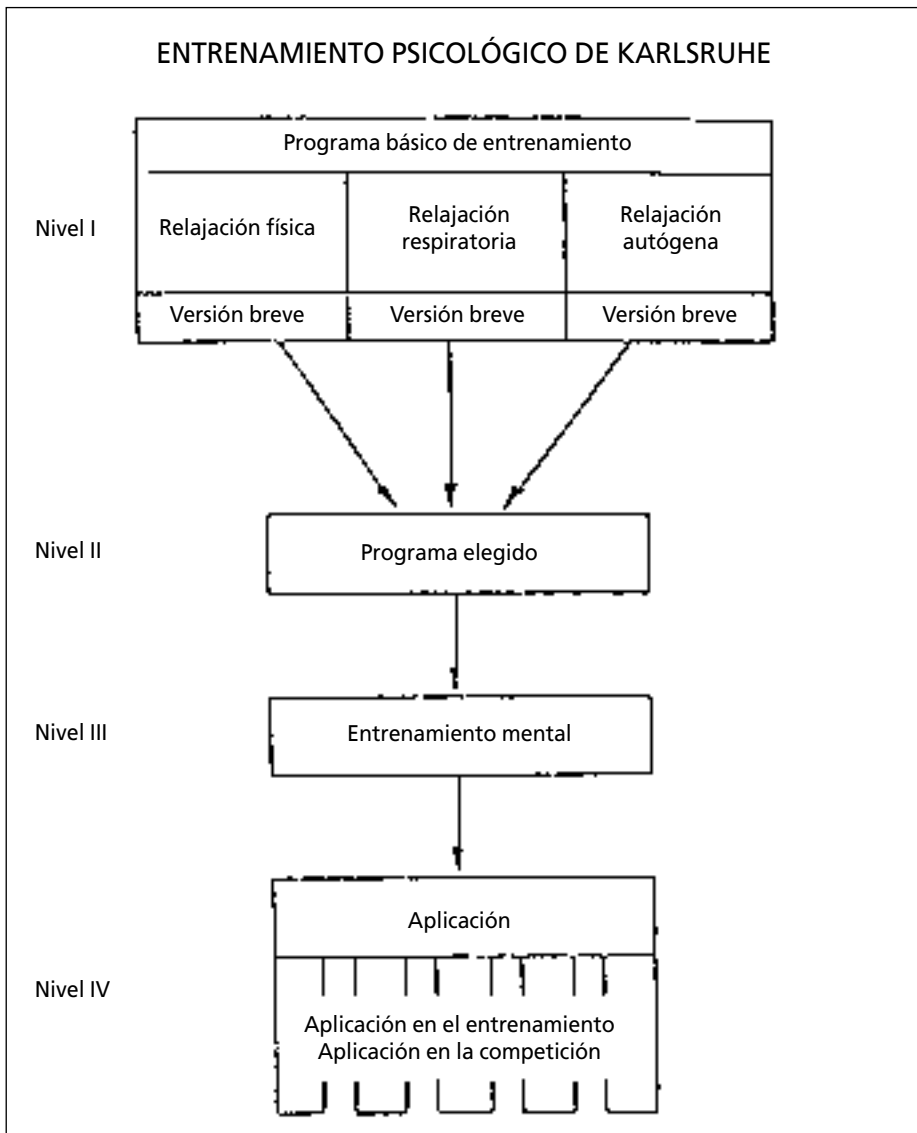 ENTRENAMIENTO PSICOLÓGICO DE KARLSRUHE
Programa básico de entrenamiento
Nivel I
Relajación física
Relajación
respiratoria
Relajación
autógena
Versión breve
Versión breve
Versión breve
Nivel II
Programa elegido
Nivel III
Entrenamiento mental
Aplicación
Nivel IV
Aplicación en el entrenamiento
Aplicación en la competición